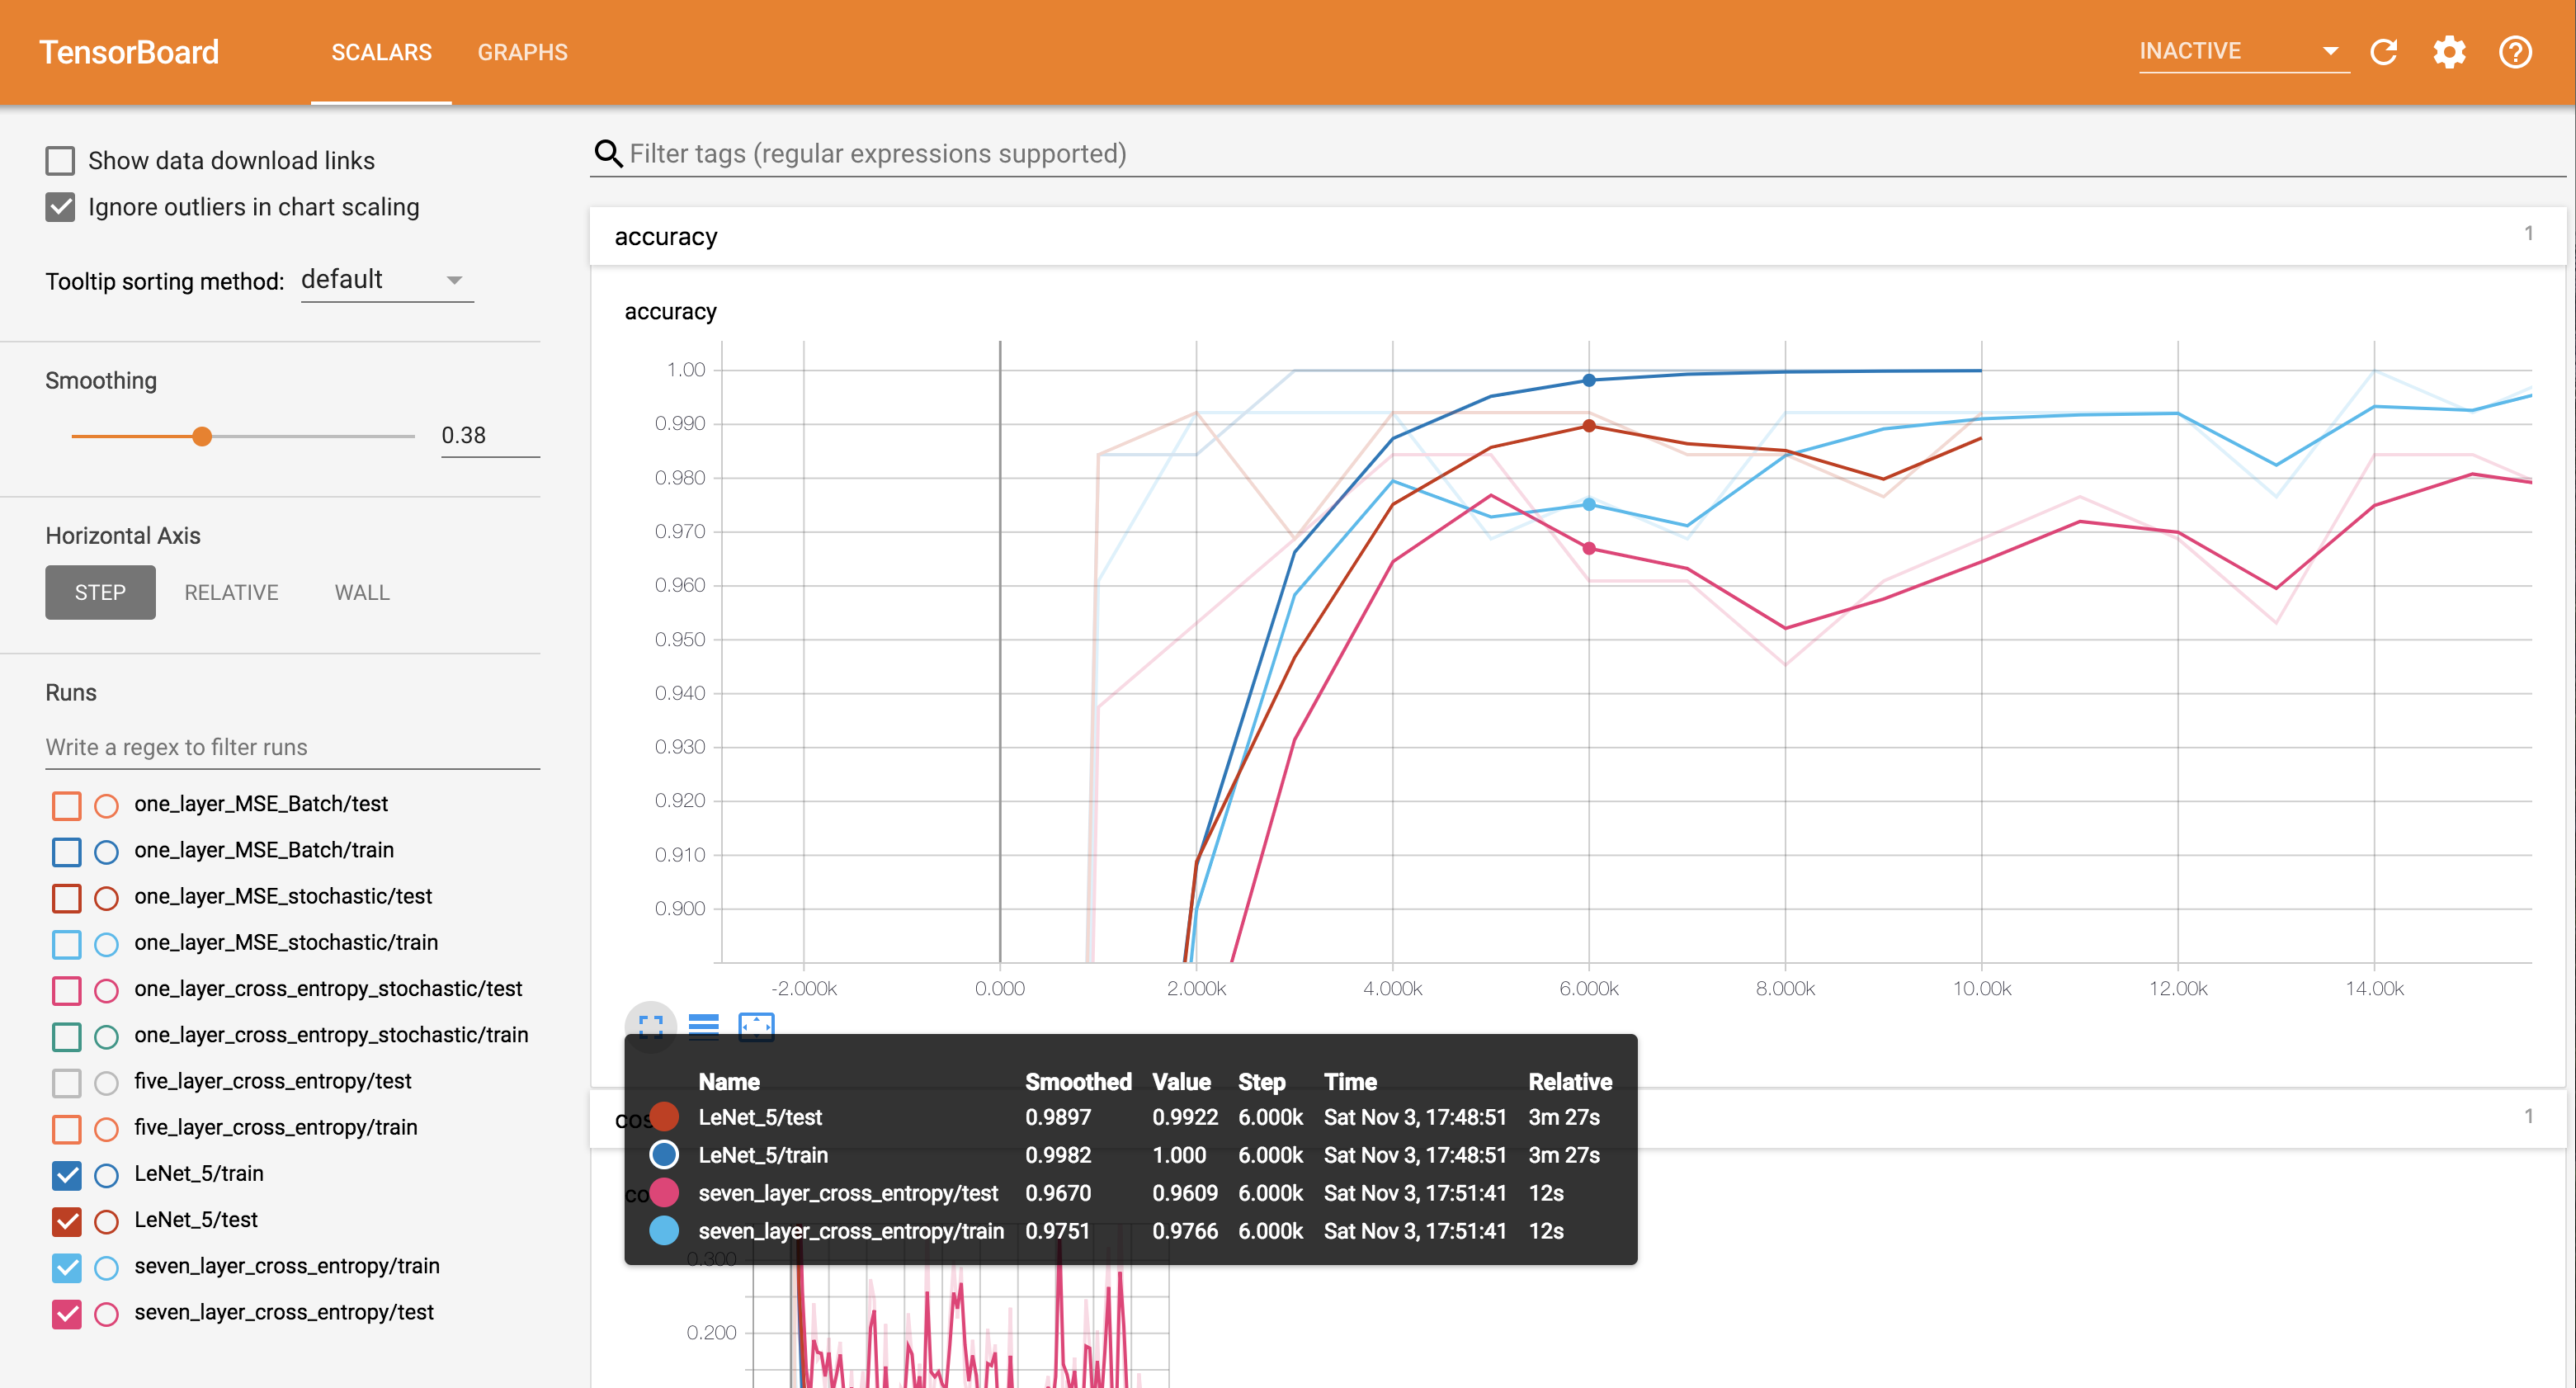 TensorBoard SCALARS GRAPHS INACTIVE
Show data download links
Ignore outliers in chart scaling
Tooltip sorting method: default
Smoothing
0.38
Horizontal Axis
STEP RELATIVE WALL
Runs
Write a regex to filter runs
one_layer_MSE_Batch/test
one_layer_MSE_Batch/train
one_layer_MSE_stochastic/test
one_layer_MSE_stochastic/train
one_layer_cross_entropy_stochastic/test
one_layer_cross_entropy_stochastic/train
five_layer_cross_entropy/test
five_layer_cross_entropy/train
LeNet_5/train
LeNet_5/test
seven_layer_cross_entropy/train
seven_layer_cross_entropy/test
Filter tags (regular expressions supported)
accuracy 1
accuracy
1.00
0.990
0.980
0.970
0.960
0.950
0.940
0.930
0.920
0.910
0.900
-2.000k 0.000 2.000k 4.000k 6.000k 8.000k 10.00k 12.00k 14.00k
Name Smoothed Value Step Time Relative
LeNet_5/test 0.9897 0.9922 6.000k Sat Nov 3, 17:48:51 3m 27s
LeNet_5/train 0.9982 1.000 6.000k Sat Nov 3, 17:48:51 3m 27s
seven_layer_cross_entropy/test 0.9670 0.9609 6.000k Sat Nov 3, 17:51:41 12s
seven_layer_cross_entropy/train 0.9751 0.9766 6.000k Sat Nov 3, 17:51:41 12s
1
0.300
0.200